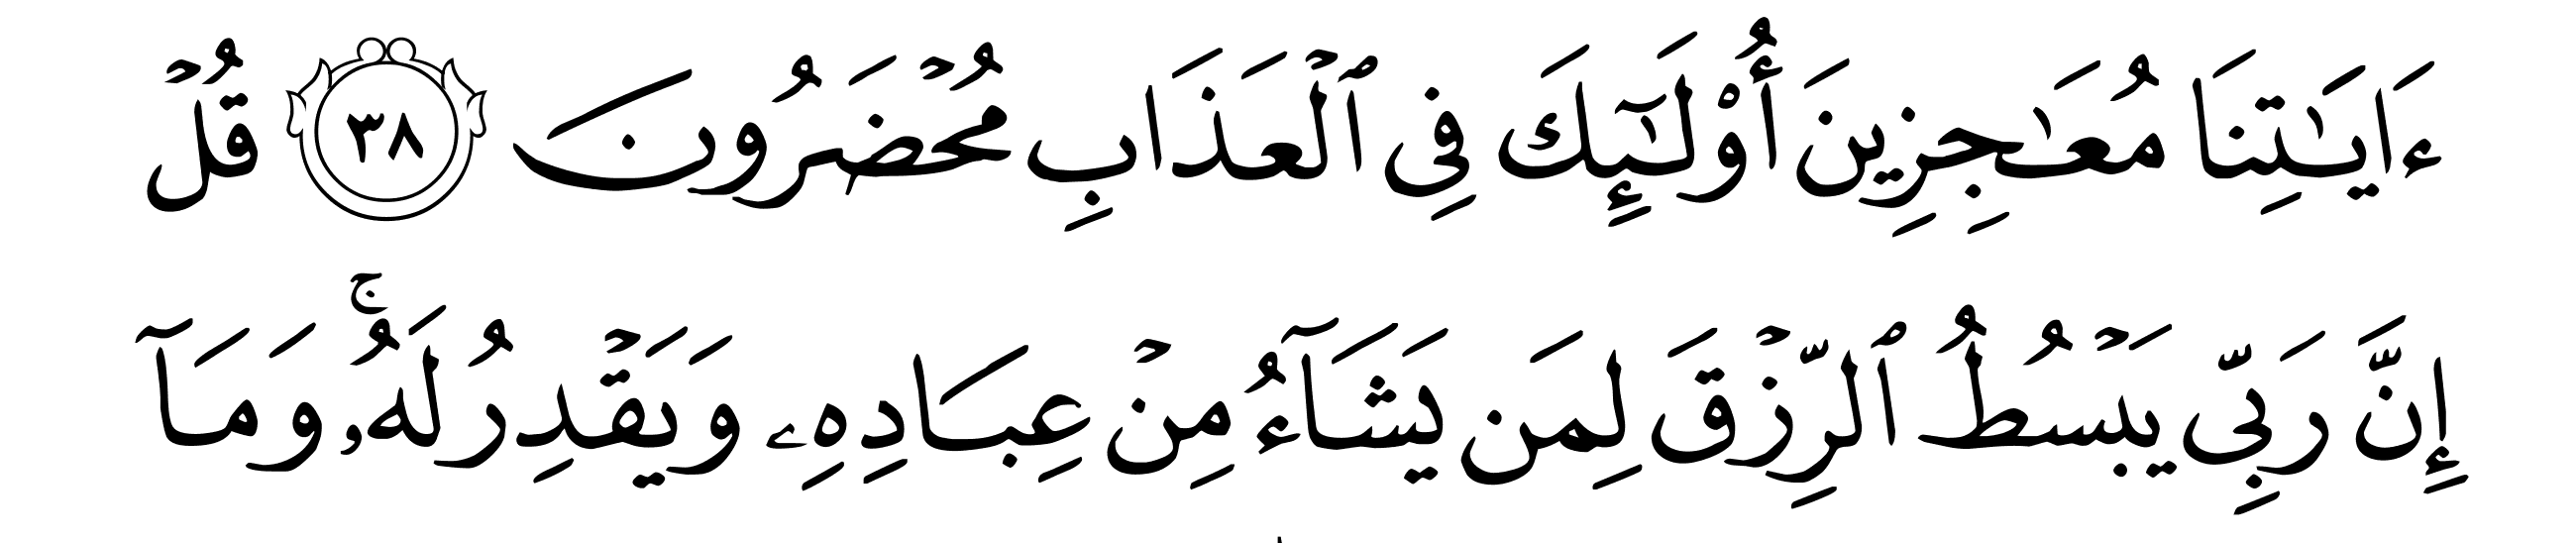 ءَايَٰتِنَا مُعَٰجِزِينَ أُوْلَٰٓئِكَ فِي ٱلۡعَذَابِ مُحۡضَرُونَ ٣٨ قُلۡ
إِنَّ رَبِّي يَبۡسُطُ ٱلرِّزۡقَ لِمَن يَشَآءُ مِنۡ عِبَادِهِۦ وَيَقۡدِرُ لَهُۥۚ وَمَآ